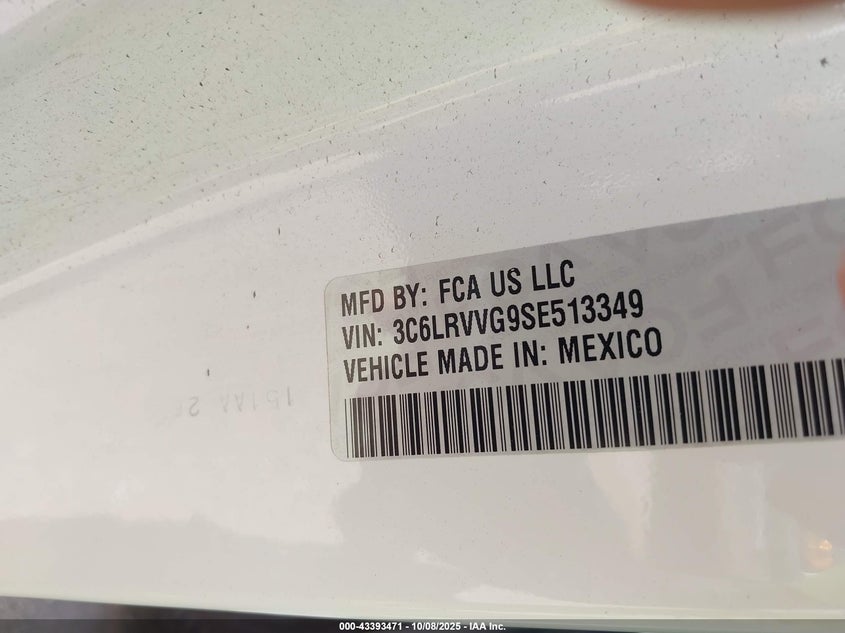 MFD BY: FCA US LLC
VIN: 3C6LRVVG9SE513349
VEHICLE MADE IN: MEXICO
000-43393471 - 10/08/2025 - IAA Inc.